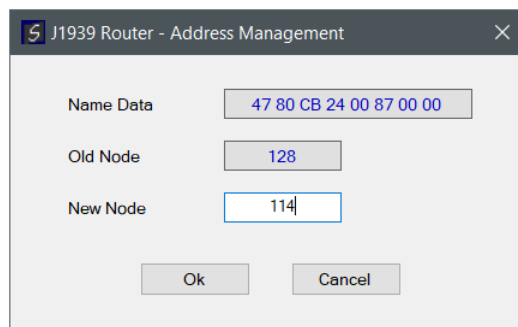 J1939 Router - Address Management
Name Data 47 80 CB 24 00 87 00 00
Old Node 128
New Node 114
Ok Cancel